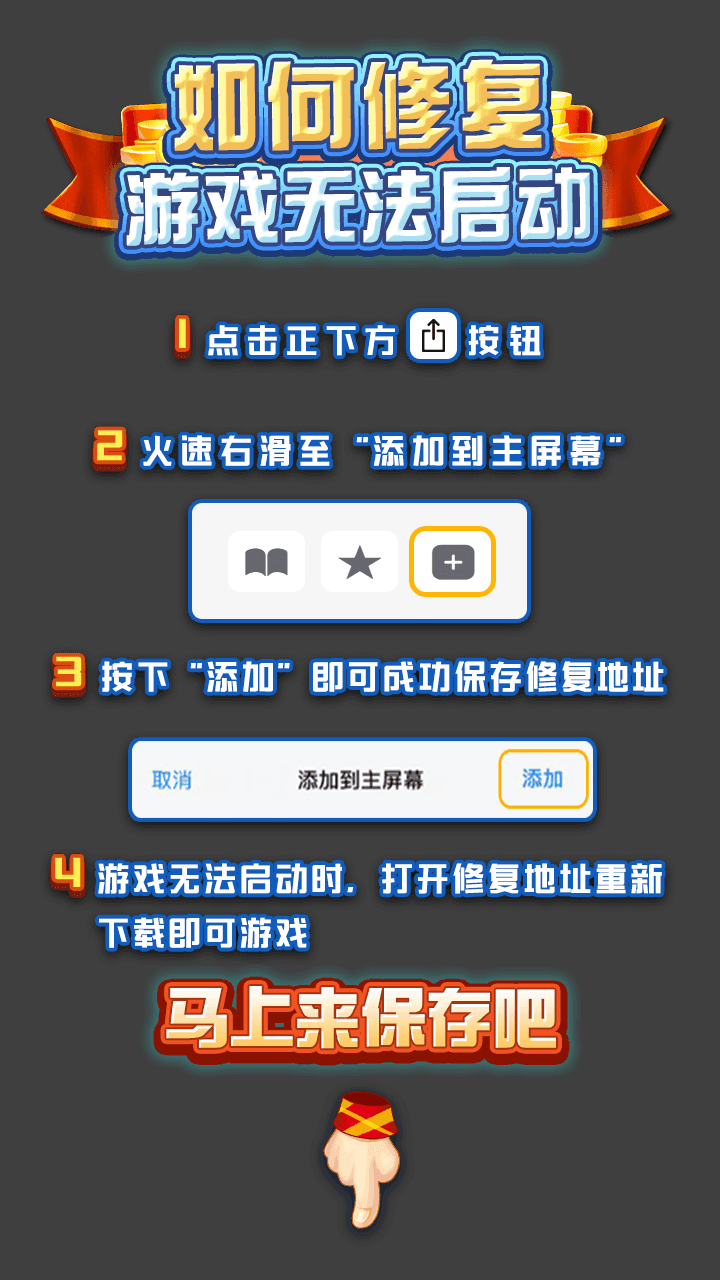 如何修复
游戏无法启动
1 点击正下方 按钮
2 火速右滑至“添加到主屏幕”
3 按下“添加”即可成功保存修复地址
取消 添加到主屏幕 添加
4 游戏无法启动时,打开修复地址重新
下载即可游戏
马上来保存吧